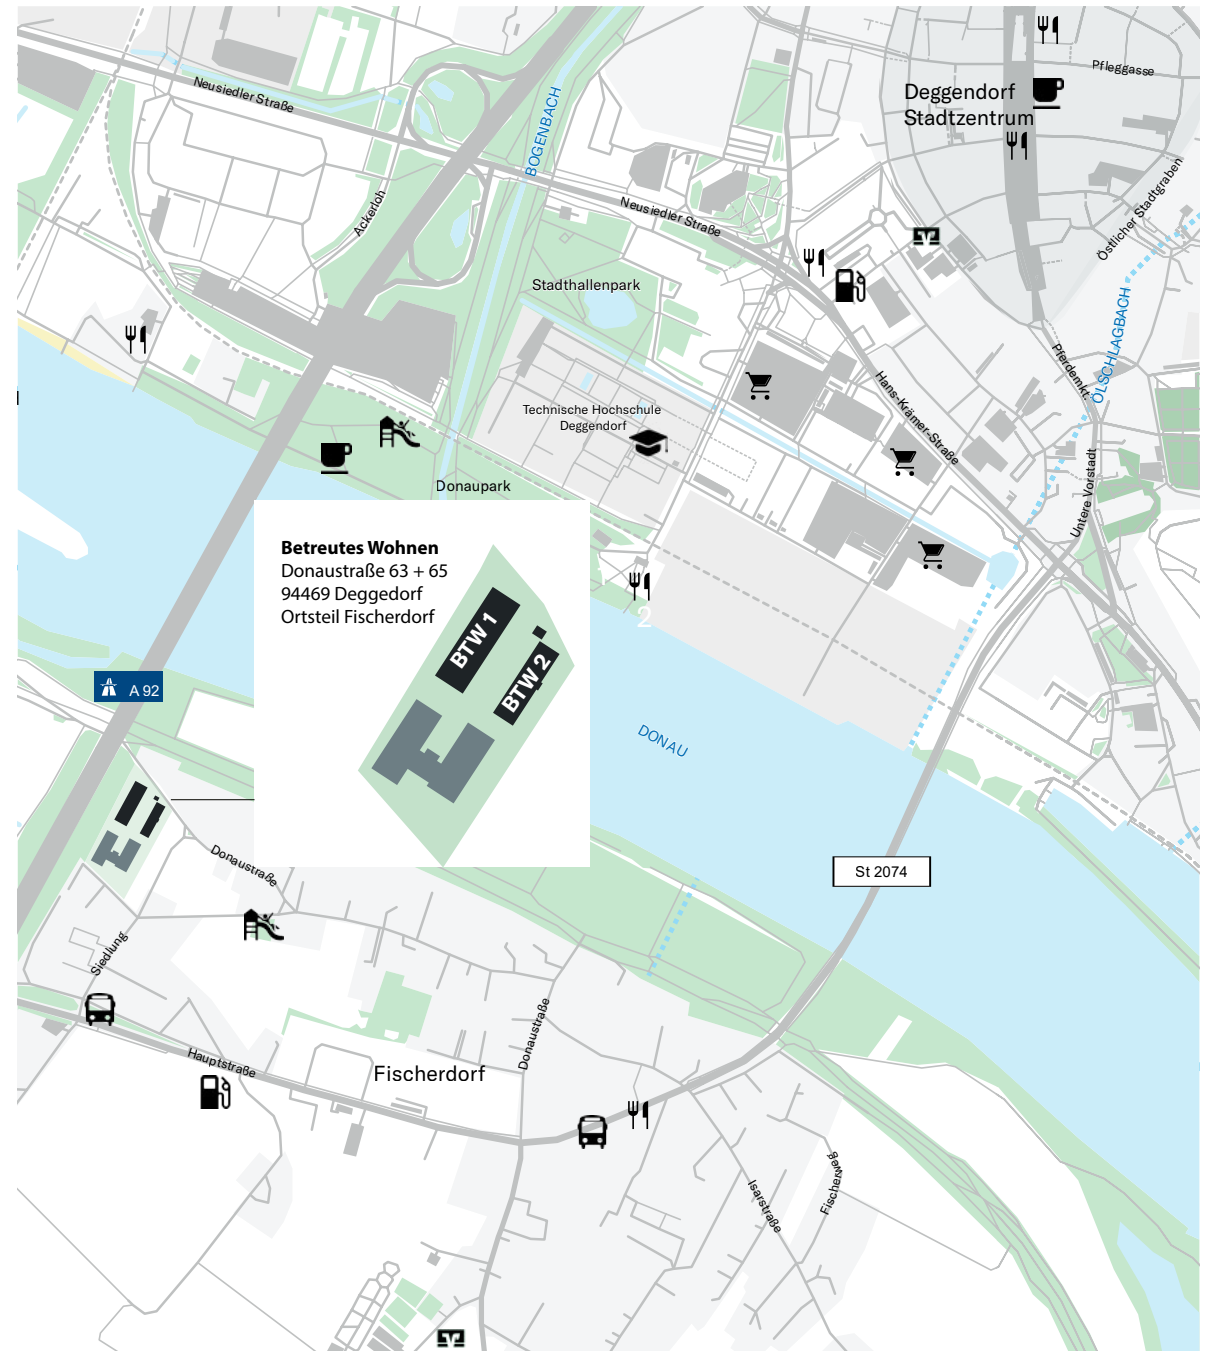 Pfleggasse
Deggendorf
Stadtzentrum
Neusiedler Straße
BOGENBACH
Östlicher Stadtgraben
Ackerloh
Neusiedler Straße
Stadthallenpark
ÖLSCHLAGBACH
Pferdemkt.
Hans-Krämer-Straße
Technische Hochschule
Deggendorf
Untere Vorstadt
Donaupark
Betreutes Wohnen
Donaustraße 63 + 65
94469 Deggedorf
Ortsteil Fischerdorf
BTW 1
BTW 2
2
A 92
DONAU
St 2074
Donaustraße
Siedlung
Donaustraße
Hauptstraße
Fischerdorf
Isarstraße
Fischerweg